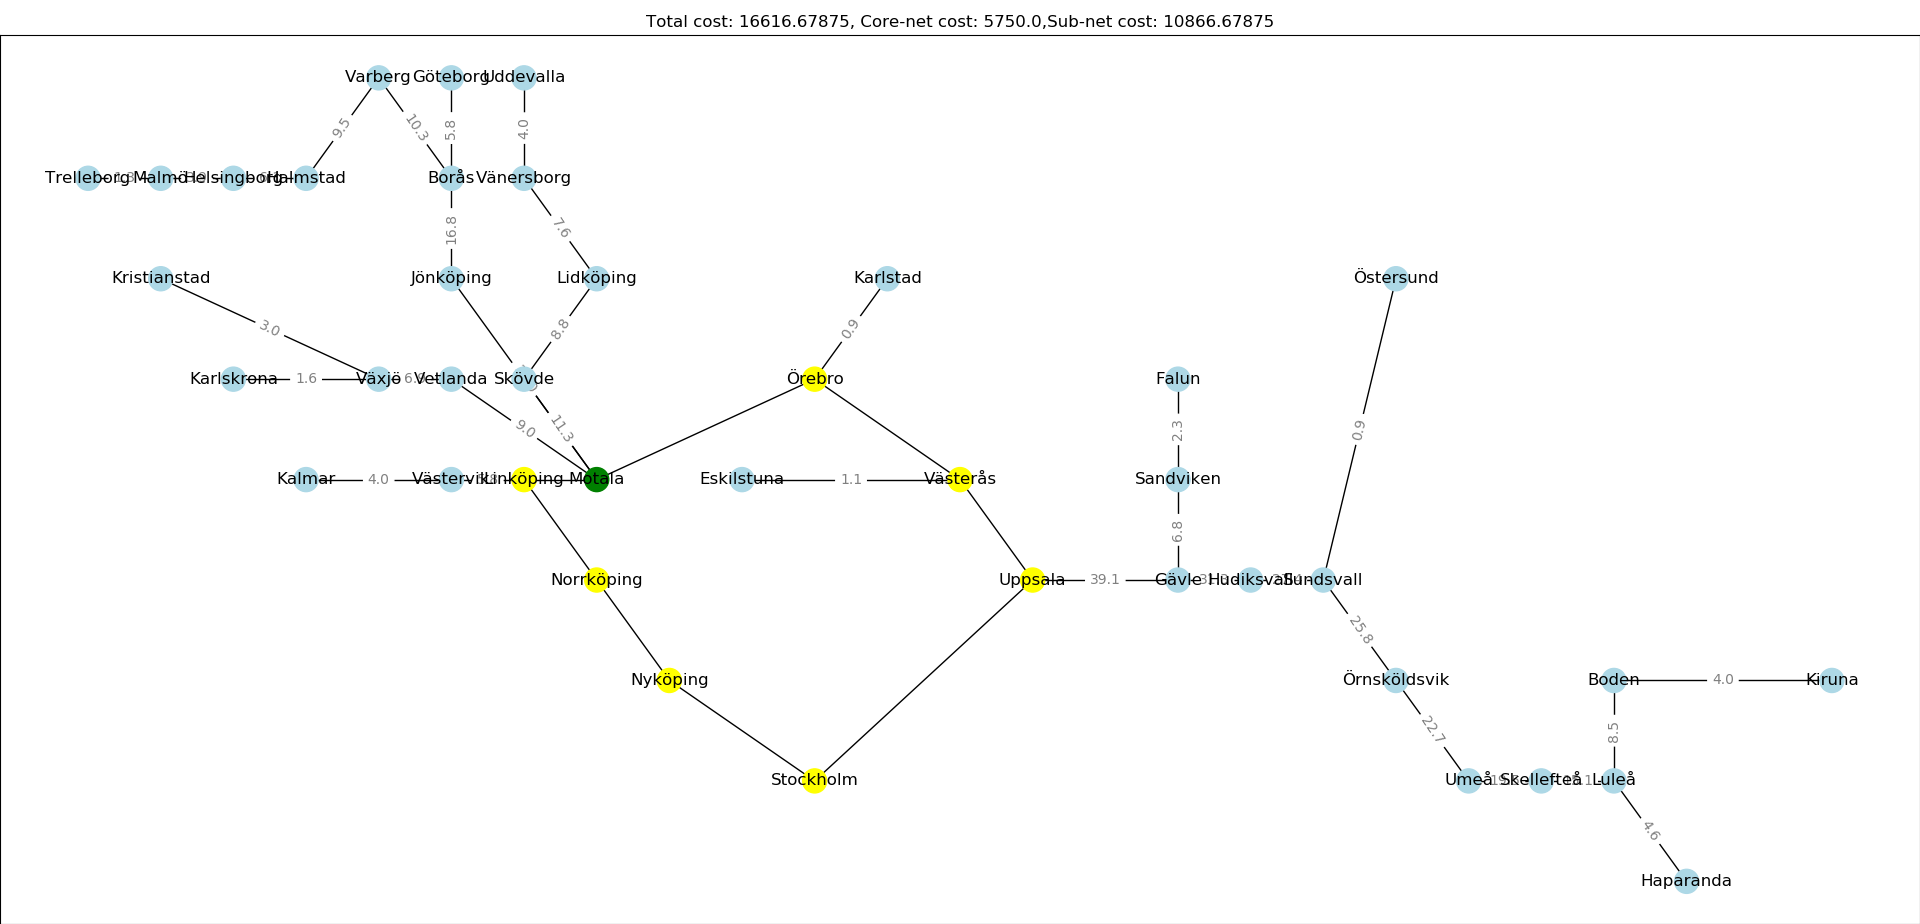 Total cost: 16616.67875, Core-net cost: 5750.0,Sub-net cost: 10866.67875
Varberg Göteborg Uddevalla
9.5 10.3 5.8 4.0
Trelleborg Malmö Helsingborg Halmstad Borås Vänersborg
16.8 7.6
Kristianstad Jönköping Lidköping Karlstad Östersund
3.0 8.8 0.9
Karlskrona 1.6 Växjö Vetlanda Skövde Örebro Falun
9.0 11.3 2.3 0.9
Kalmar 4.0 Västervik Linköping Motala Eskilstuna 1.1 Västerås Sandviken
6.8
Norrköping Uppsala 39.1 Gävle Hudiksvall Sundsvall
25.8
Nyköping Örnsköldsvik Boden 4.0 Kiruna
22.7 8.5
Stockholm Umeå Skellefteå Luleå
4.6
Haparanda